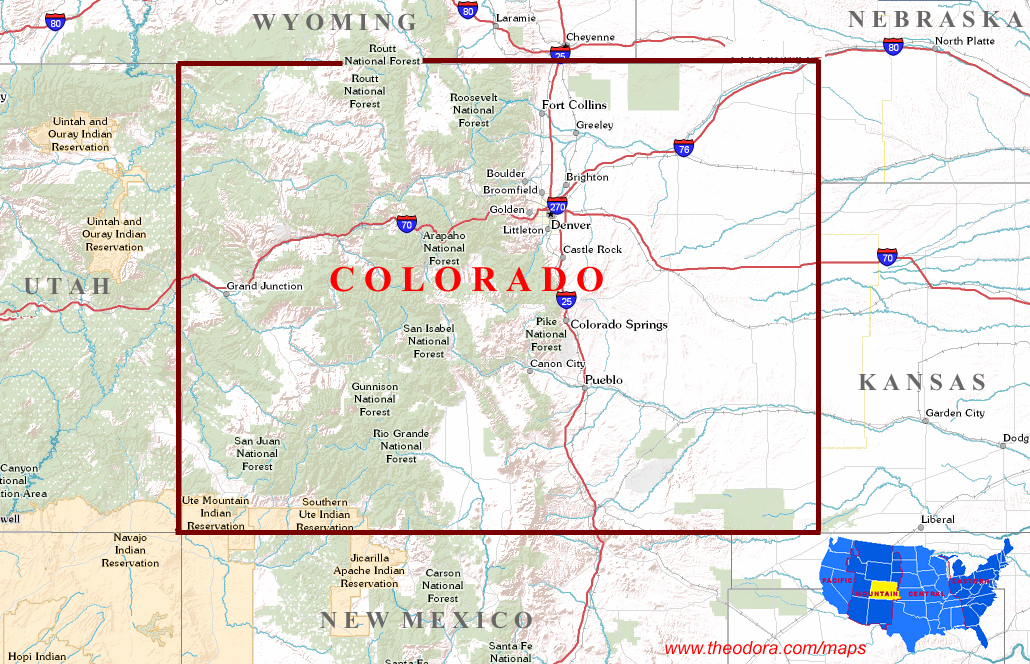 WYOMING
NEBRASKA
80
80
Laramie
Cheyenne
25
80
North Platte
Routt
National Forest
Routt
National
Forest
Roosevelt
National
Forest
Fort Collins
Greeley
76
y
Uintah and
Ouray Indian
Reservation
Boulder
Broomfield
Brighton
Golden
270
Denver
Littleton
Uintah and
Ouray Indian
Reservation
70
Arapaho
National
Forest
Castle Rock
70
UTAH
Grand Junction
COLORADO
25
Pike
National
Forest
Colorado Springs
San Isabel
National
Forest
Canon City
Pueblo
KANSAS
Gunnison
National
Forest
Garden City
Rio Grande
National
Forest
San Juan
National
Forest
Dodg
Canyon
tional
tion Area
Ute Mountain
Indian
Reservation
Southern
Ute Indian
Reservation
well
Liberal
Navajo
Indian
Reservation
Jicarilla
Apache Indian
Reservation
Carson
National
Forest
PACIFIC
MOUNTAIN
CENTRAL
NEW MEXICO
Santa Fe
National
Santa Fe
Hopi Indian
www.theodora.com/maps